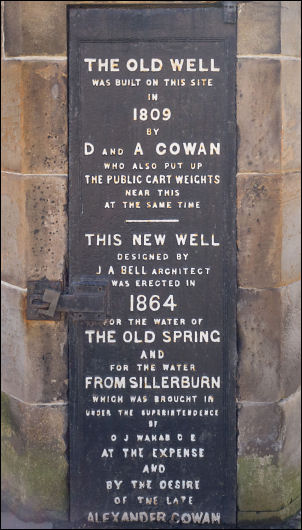 THE OLD WELL
WAS BUILT ON THIS SITE
IN
1809
BY
D AND A COWAN
WHO ALSO PUT UP
THE PUBLIC CART WEIGHTS
NEAR THIS
AT THE SAME TIME
THIS NEW WELL
DESIGNED BY
J A BELL ARCHITECT
WAS ERECTED IN
1864
FOR THE WATER OF
THE OLD SPRING
AND
FOR THE WATER
FROM SILLERBURN
WHICH WAS BROUGHT IN
UNDER THE SUPERINTENDENCE
OF
O J WAHAB C E
AT THE EXPENSE
AND
BY THE DESIRE
OF THE LATE
ALEXANDER COWAN